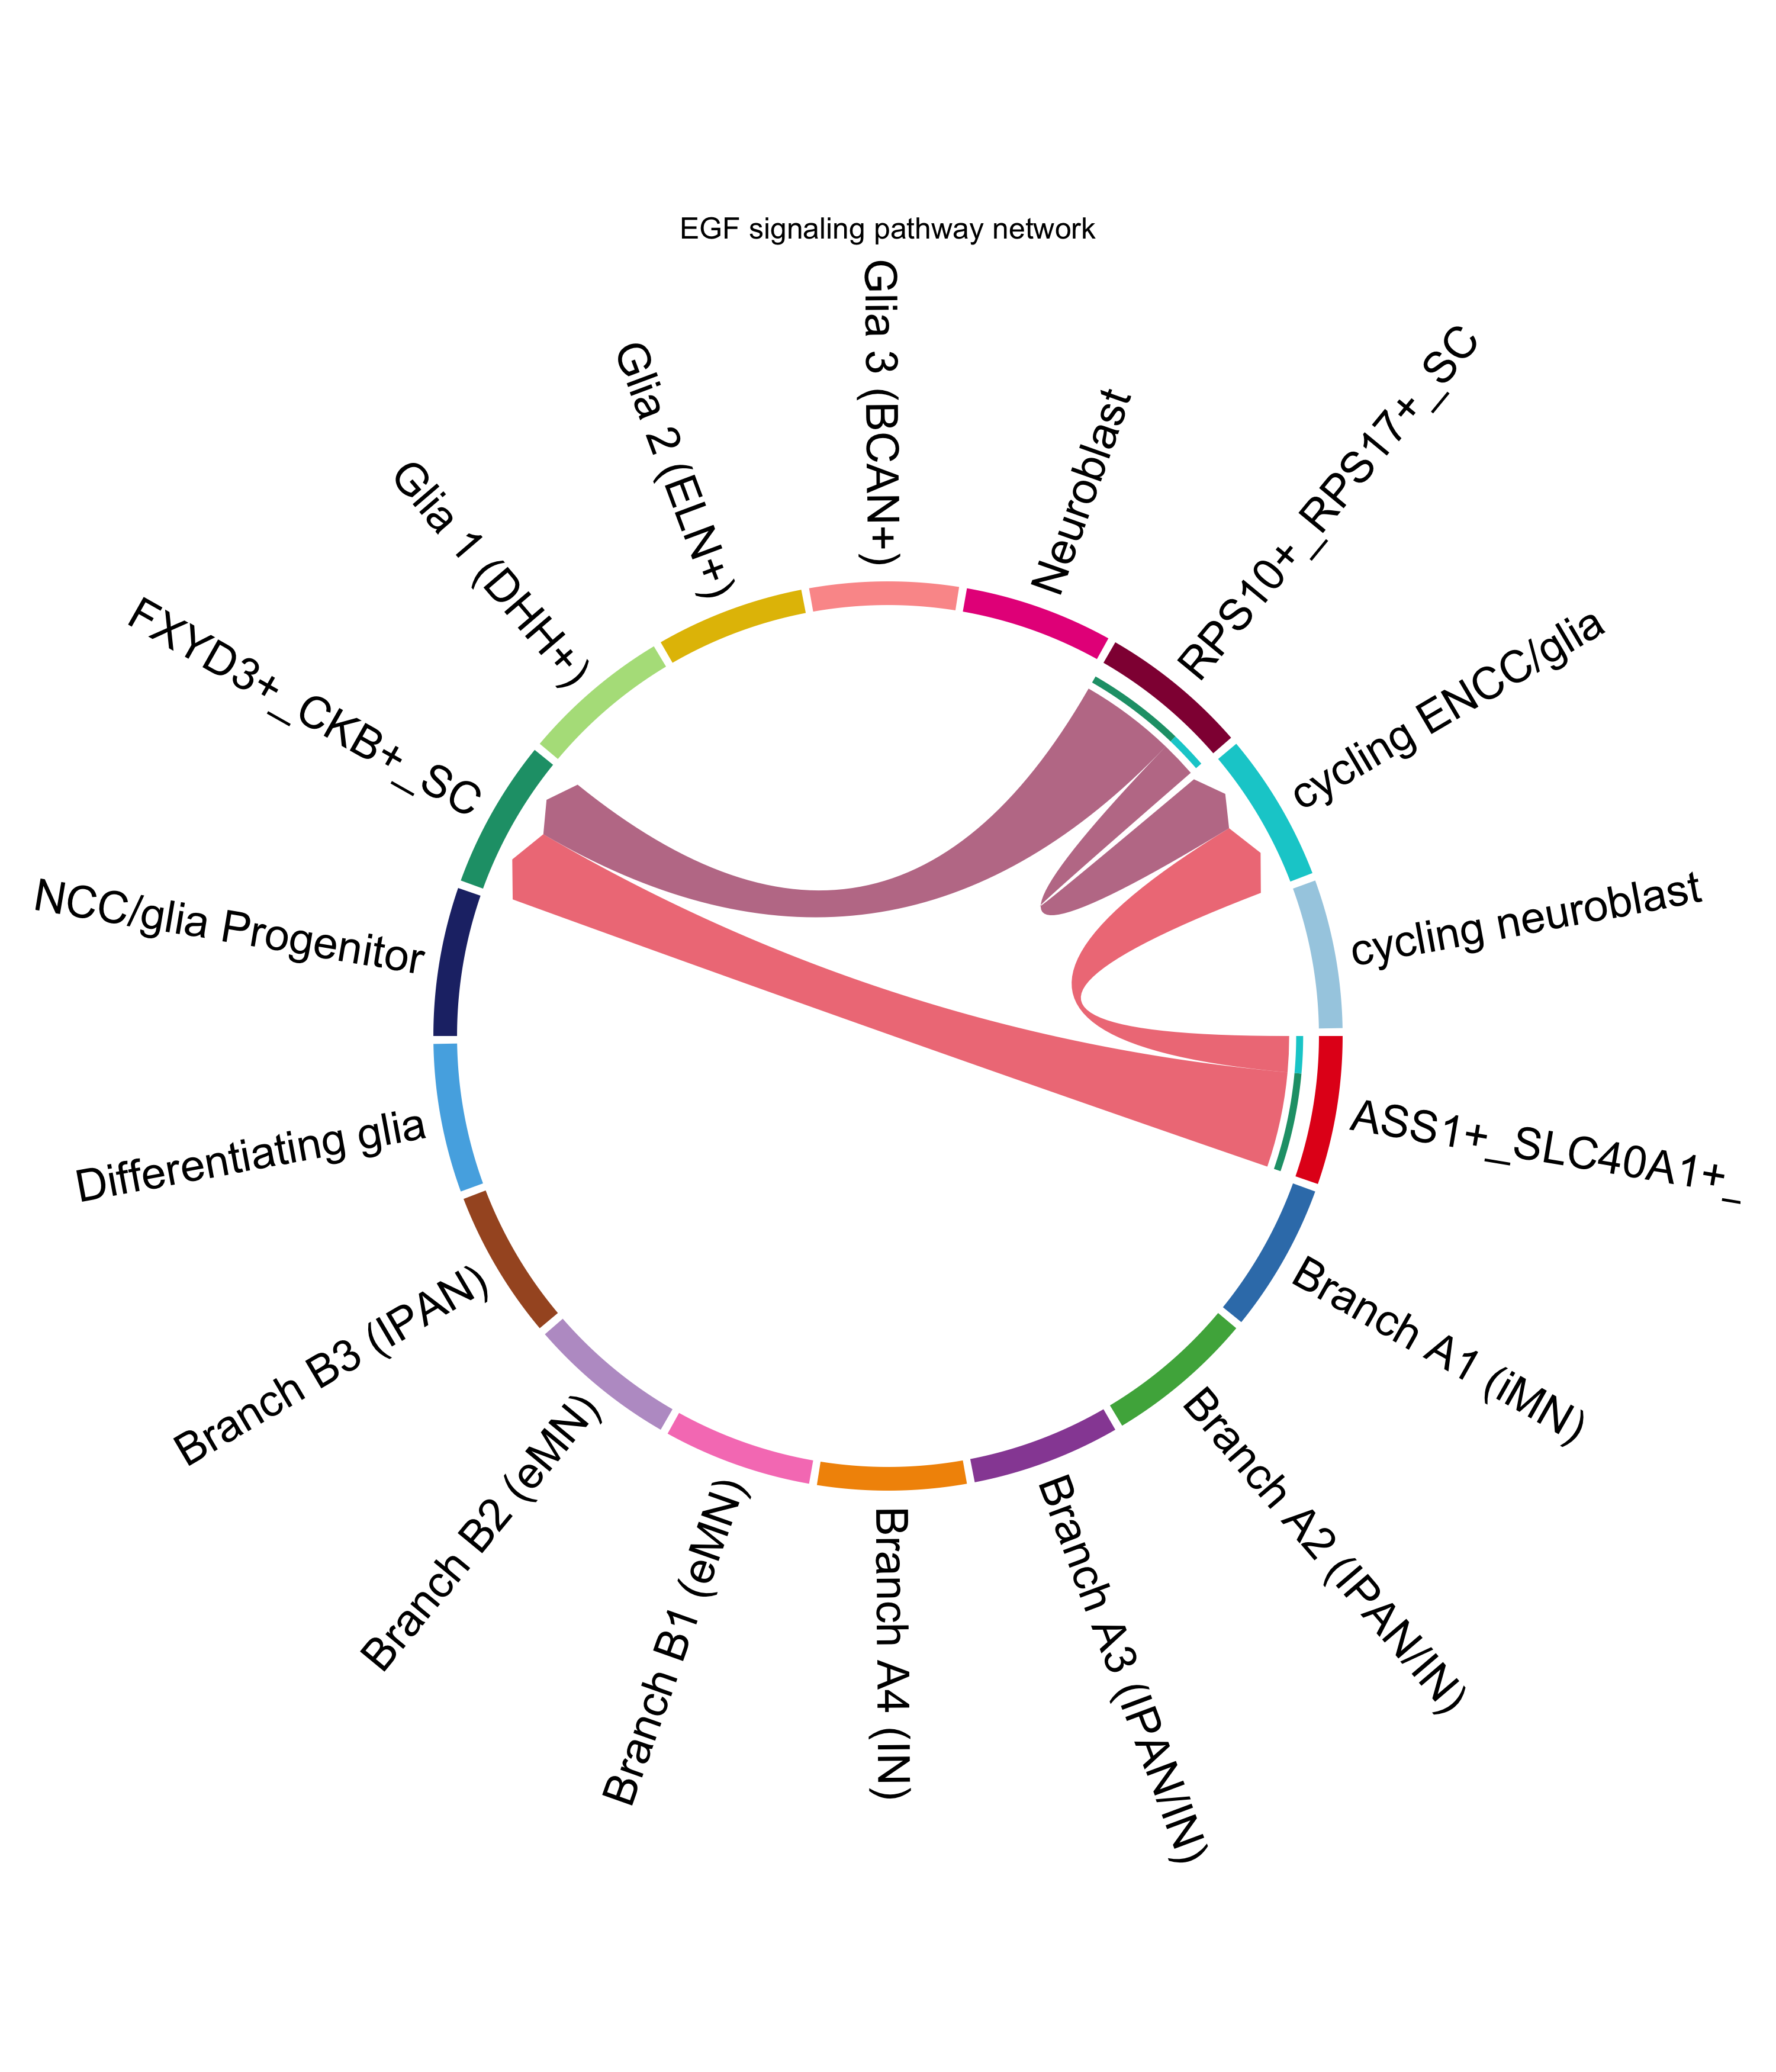 EGF signaling pathway network
Glia 3 (BCAN+)
Neuroblast
RPS10+_RPS17+_SC
cycling ENCC/glia
cycling neuroblast
ASS1+_SLC40A1+_
Branch A1 (iMN)
Branch A2 (IPAN/IN)
Branch A3 (IPAN/IN)
Branch A4 (IN)
Branch B1 (eMN)
Branch B2 (eMN)
Branch B3 (IPAN)
Differentiating glia
NCC/glia Progenitor
FXYD3+_CKB+_SC
Glia 1 (DHH+)
Glia 2 (ELN+)